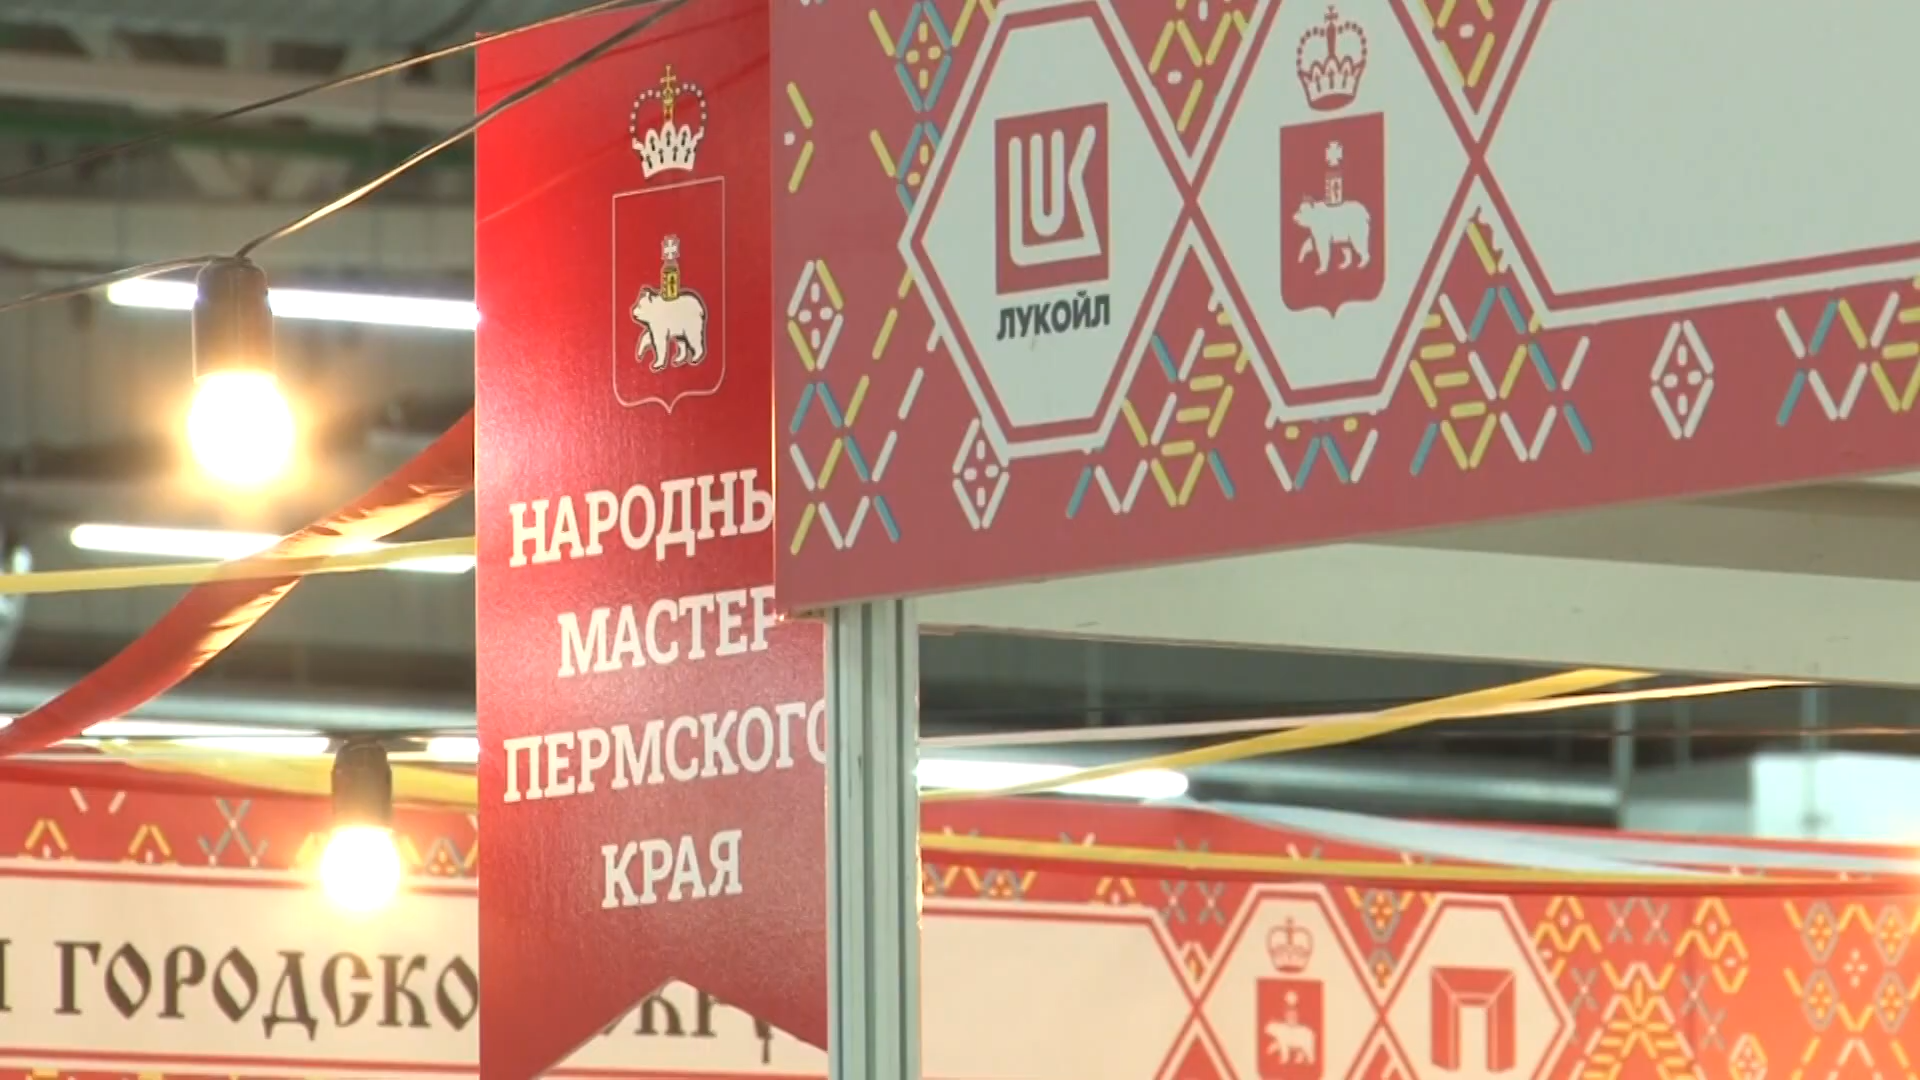 LUK
ЛУКОЙЛ
НАРОДНЫ
МАСТЕР
ПЕРМСКОГО
КРАЯ
ГОРОДСКО